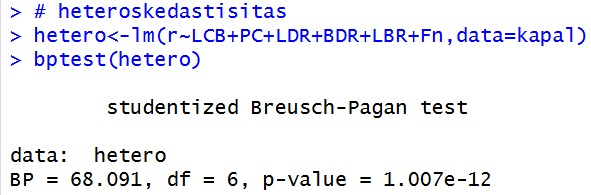 > # heteroskedastisitas
> hetero<-lm(r~LCB+PC+LDR+BDR+LBR+Fn,data=kapal)
> bptest(hetero)
studentized Breusch-Pagan test
data:  hetero
BP = 68.091, df = 6, p-value = 1.007e-12